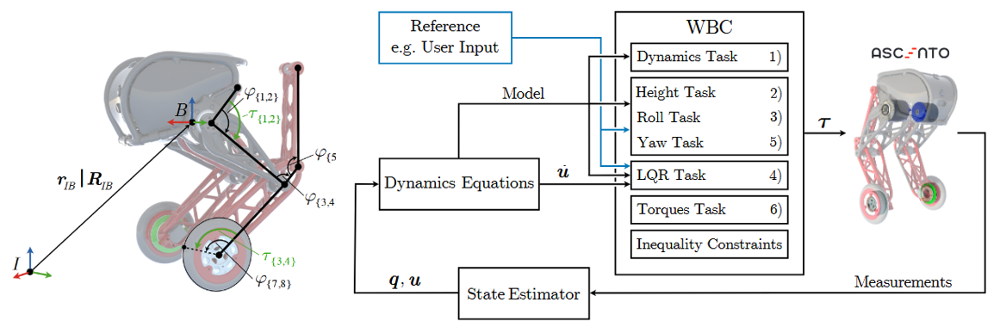 φ{1,2}
B
τ{1,2}
φ{5
r_IB | R_IB
φ{3,4
I
τ{3,4}
φ{7,8}
Reference
e.g. User Input
WBC
Dynamics Task 1)
Model
Height Task 2)
Roll Task 3)
Yaw Task 5)
τ
ASCENTO
Dynamics Equations
u̇
LQR Task 4)
Torques Task 6)
Inequality Constraints
q, u
State Estimator
Measurements